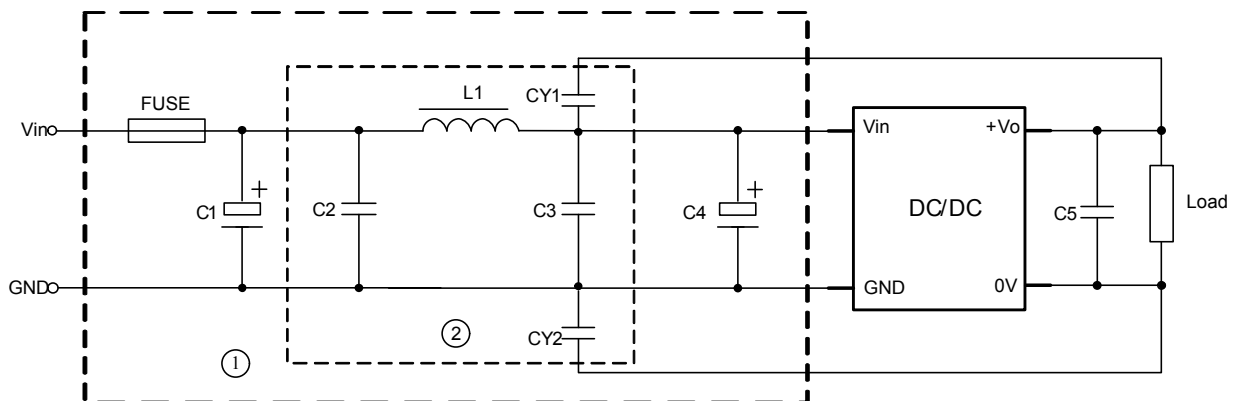 FUSE
L1
CY1
Vin
Vin
+Vo
C1
+
C2
C3
C4
+
DC/DC
C5
Load
GND
GND
0V
CY2
②
①